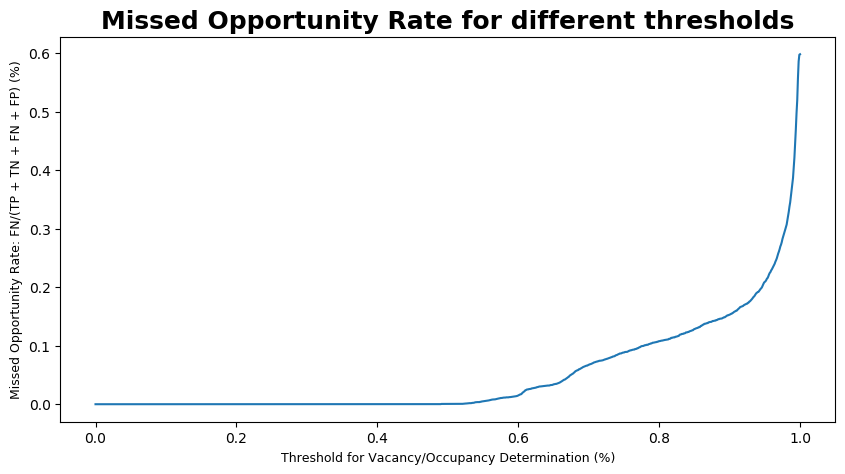 Missed Opportunity Rate for different thresholds
Missed Opportunity Rate: FN/(TP + TN + FN + FP) (%)
0.6
0.5
0.4
0.3
0.2
0.1
0.0
0.0 0.2 0.4 0.6 0.8 1.0
Threshold for Vacancy/Occupancy Determination (%)